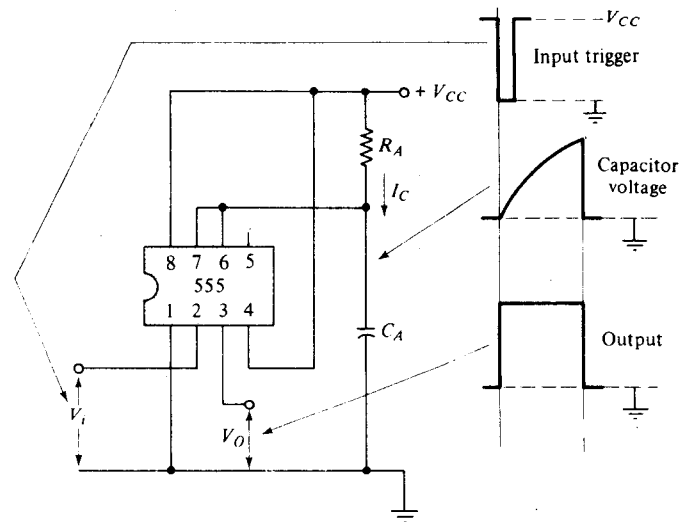 V_CC
Input trigger
+ V_CC
R_A
I_C
Capacitor
voltage
8 7 6 5
555
1 2 3 4
C_A
Output
V_i
V_O